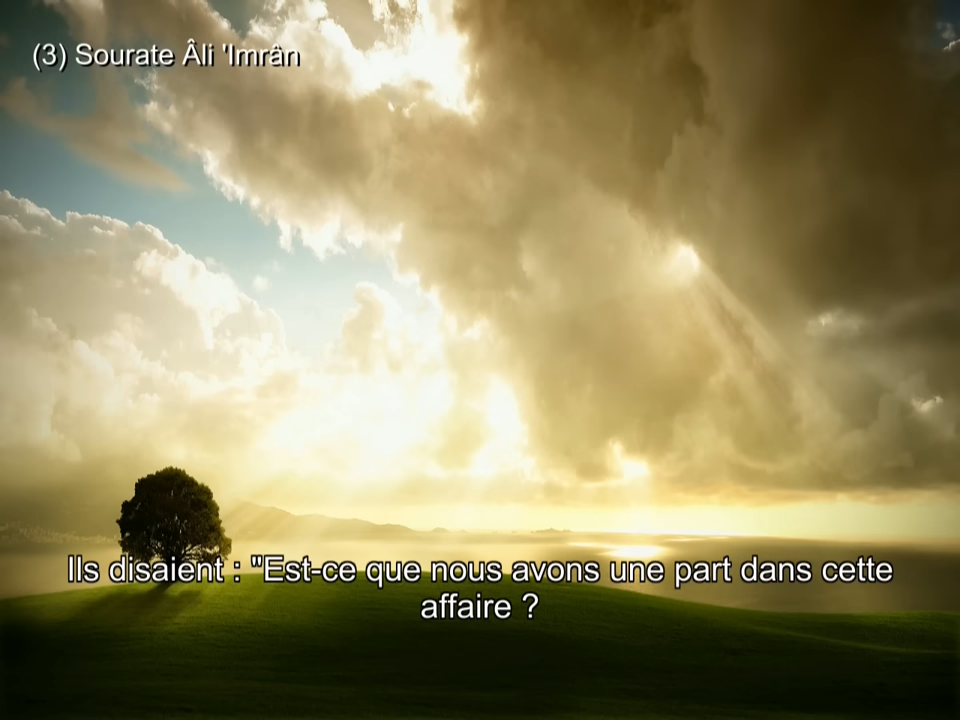 (3) Sourate Âli 'Imrân
Ils disaient : "Est-ce que nous avons une part dans cette
affaire ?